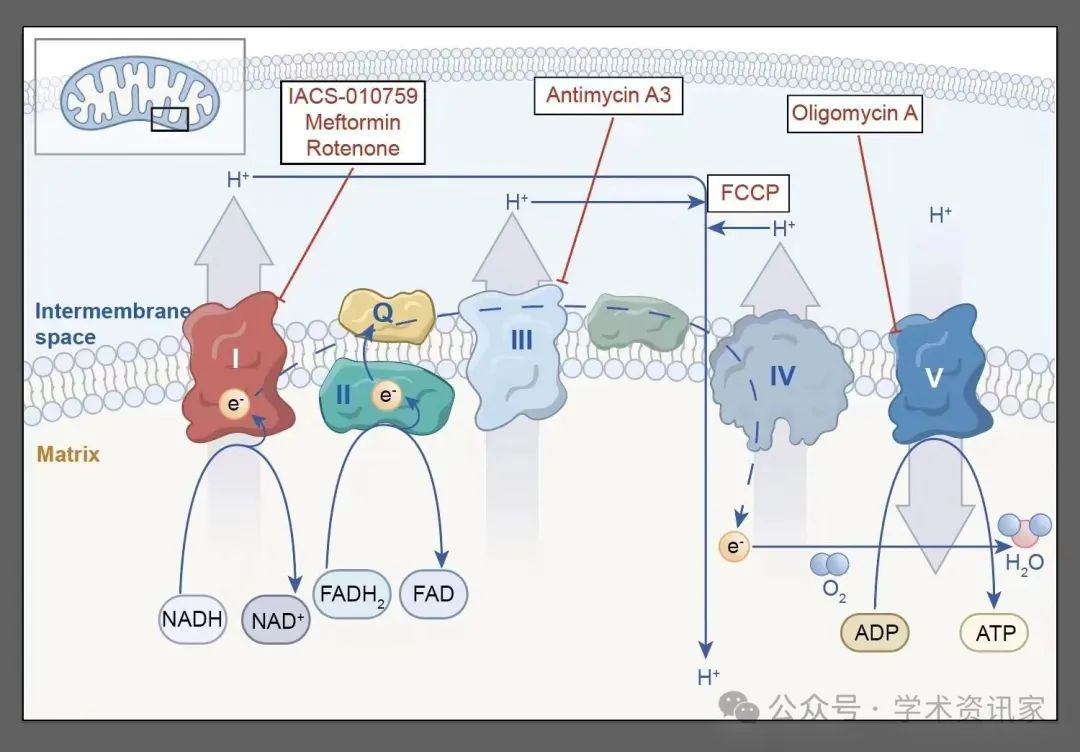 IACS-010759
Meftormin
Rotenone
Antimycin A3
Oligomycin A
H⁺
H⁺
FCCP
H⁺
H⁺
Intermembrane
space
Q
I
II
III
IV
V
e⁻
e⁻
Matrix
e⁻
O₂
H₂O
NADH
NAD⁺
FADH₂
FAD
ADP
ATP
H⁺
公众号 · 学术资讯家